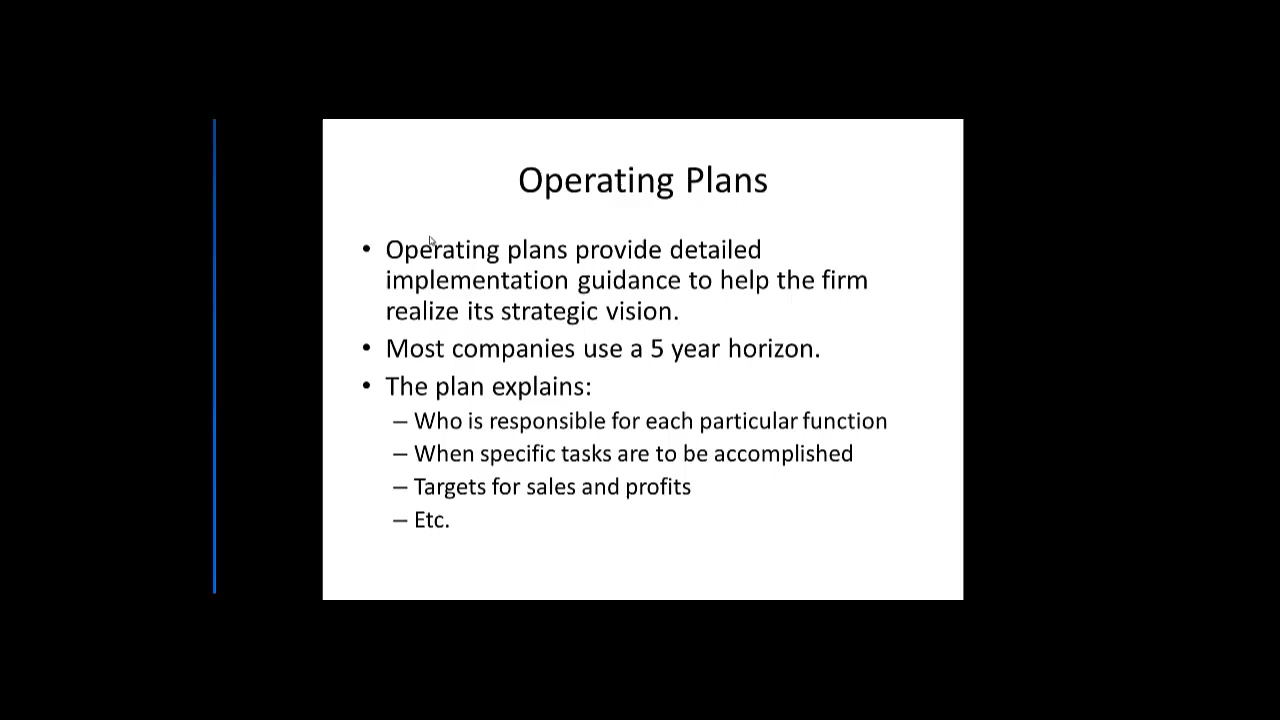 Operating Plans
• Operating plans provide detailed
implementation guidance to help the firm
realize its strategic vision.
• Most companies use a 5 year horizon.
• The plan explains:
– Who is responsible for each particular function
– When specific tasks are to be accomplished
– Targets for sales and profits
– Etc.